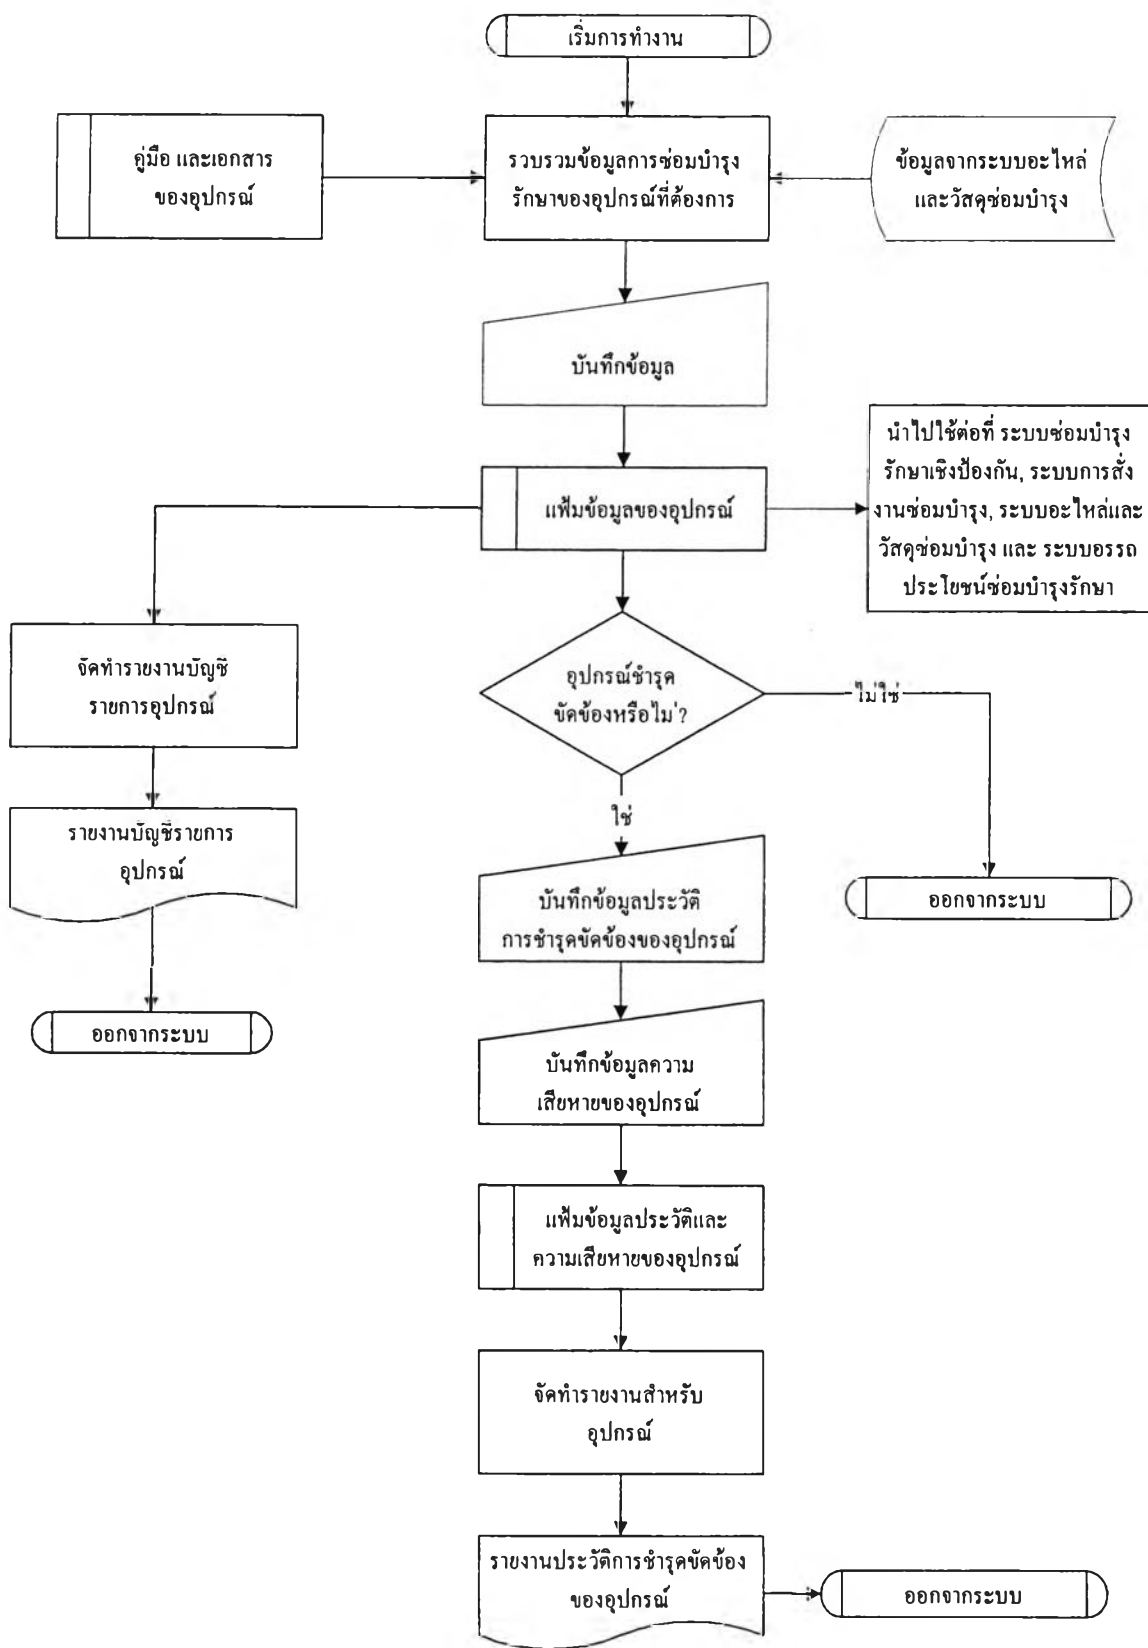 เริ่มการทำงาน
คู่มือ และเอกสาร
ของอุปกรณ์
รวบรวมข้อมูลการซ่อมบำรุง
รักษาของอุปกรณ์ที่ต้องการ
ข้อมูลจากระบบอะไหล่
และวัสดุซ่อมบำรุง
บันทึกข้อมูล
แฟ้มข้อมูลของอุปกรณ์
นำไปใช้ต่อที่ ระบบซ่อมบำรุง
รักษาเชิงป้องกัน, ระบบการสั่ง
งานซ่อมบำรุง, ระบบอะไหล่และ
วัสดุซ่อมบำรุง และ ระบบอรรถ
ประโยชน์ซ่อมบำรุงรักษา
จัดทำรายงานบัญชี
รายการอุปกรณ์
อุปกรณ์ชำรุด
ขัดข้องหรือไม่?
ไม่ใช่
ใช่
รายงานบัญชีรายการ
อุปกรณ์
บันทึกข้อมูลประวัติ
การชำรุดขัดข้องของอุปกรณ์
ออกจากระบบ
ออกจากระบบ
บันทึกข้อมูลความ
เสียหายของอุปกรณ์
แฟ้มข้อมูลประวัติและ
ความเสียหายของอุปกรณ์
จัดทำรายงานสำหรับ
อุปกรณ์
รายงานประวัติการชำรุดขัดข้อง
ของอุปกรณ์
ออกจากระบบ